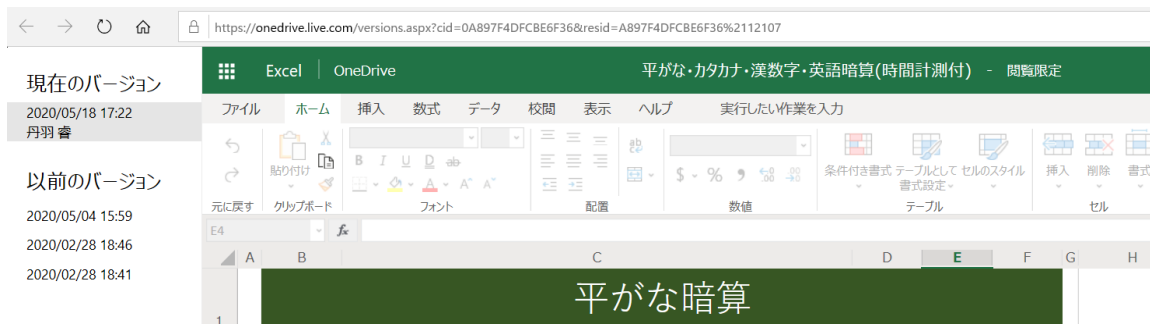 https://onedrive.live.com/versions.aspx?cid=0A897F4DFCBE6F36&resid=A897F4DFCBE6F36%2112107
現在のバージョン
2020/05/18 17:22
丹羽 睿
以前のバージョン
2020/05/04 15:59
2020/02/28 18:46
2020/02/28 18:41
Excel OneDrive 平がな・カタカナ・漢数字・英語暗算(時間計測付) - 閲覧限定
ファイル ホーム 挿入 数式 データ 校閲 表示 ヘルプ 実行したい作業を入力
貼り付け B I U D ab A A^ A˅ ab $ % 9 条件付き書式 テーブルとして書式設定 セルのスタイル 挿入 削除 書式
元に戻す クリップボード フォント 配置 数値 テーブル セル
E4 fx
A B C D E F G H
1 平がな暗算